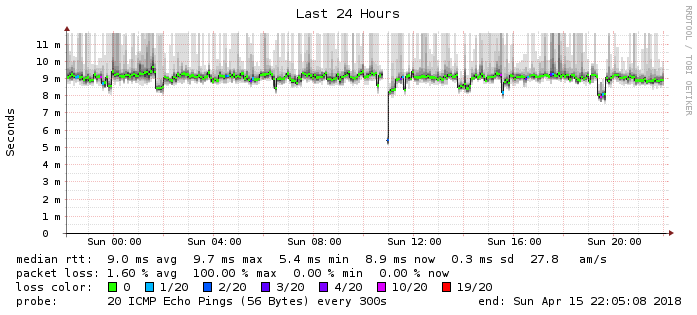 Last 24 Hours
RRDTOOL / TOBI OETIKER
Seconds
11 m
10 m
9 m
8 m
7 m
6 m
5 m
4 m
3 m
2 m
1 m
0
Sun 00:00 Sun 04:00 Sun 08:00 Sun 12:00 Sun 16:00 Sun 20:00
median rtt: 9.0 ms avg 9.7 ms max 5.4 ms min 8.9 ms now 0.3 ms sd 27.8 am/s
packet loss: 1.60 % avg 100.00 % max 0.00 % min 0.00 % now
loss color: 0 1/20 2/20 3/20 4/20 10/20 19/20
probe: 20 ICMP Echo Pings (56 Bytes) every 300s end: Sun Apr 15 22:05:08 2018